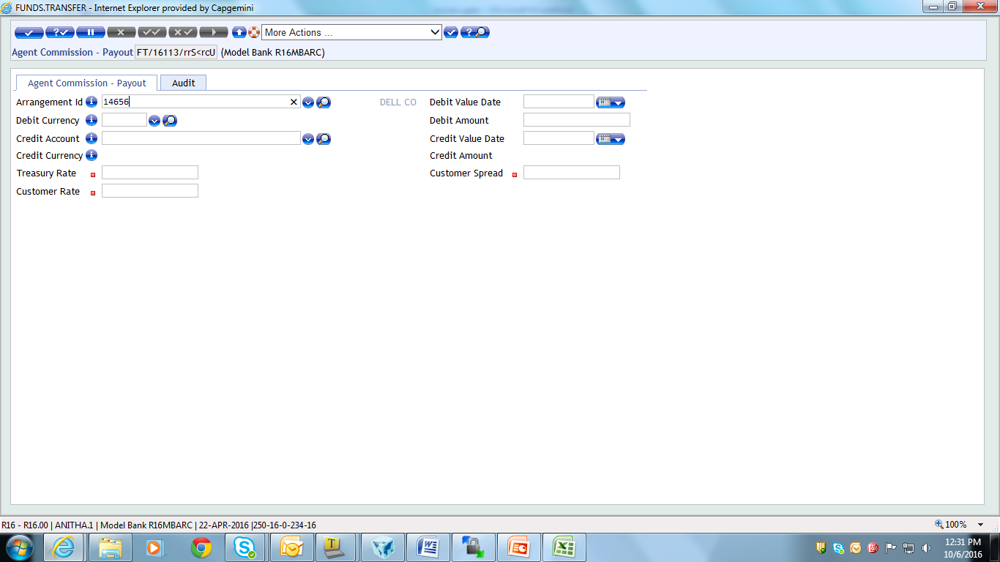 FUNDS.TRANSFER - Internet Explorer provided by Capgemini
More Actions ...
Agent Commission - Payout FT/16113/rrS<rcU (Model Bank R16MBARC)
Agent Commission - Payout Audit
Arrangement Id 14656 DELL CO Debit Value Date
Debit Currency Debit Amount
Credit Account Credit Value Date
Credit Currency Credit Amount
Treasury Rate Customer Spread
Customer Rate
R16 - R16.00 | ANITHA.1 | Model Bank R16MBARC | 22-APR-2016 |250-16-0-234-16 100%
12:31 PM
10/6/2016